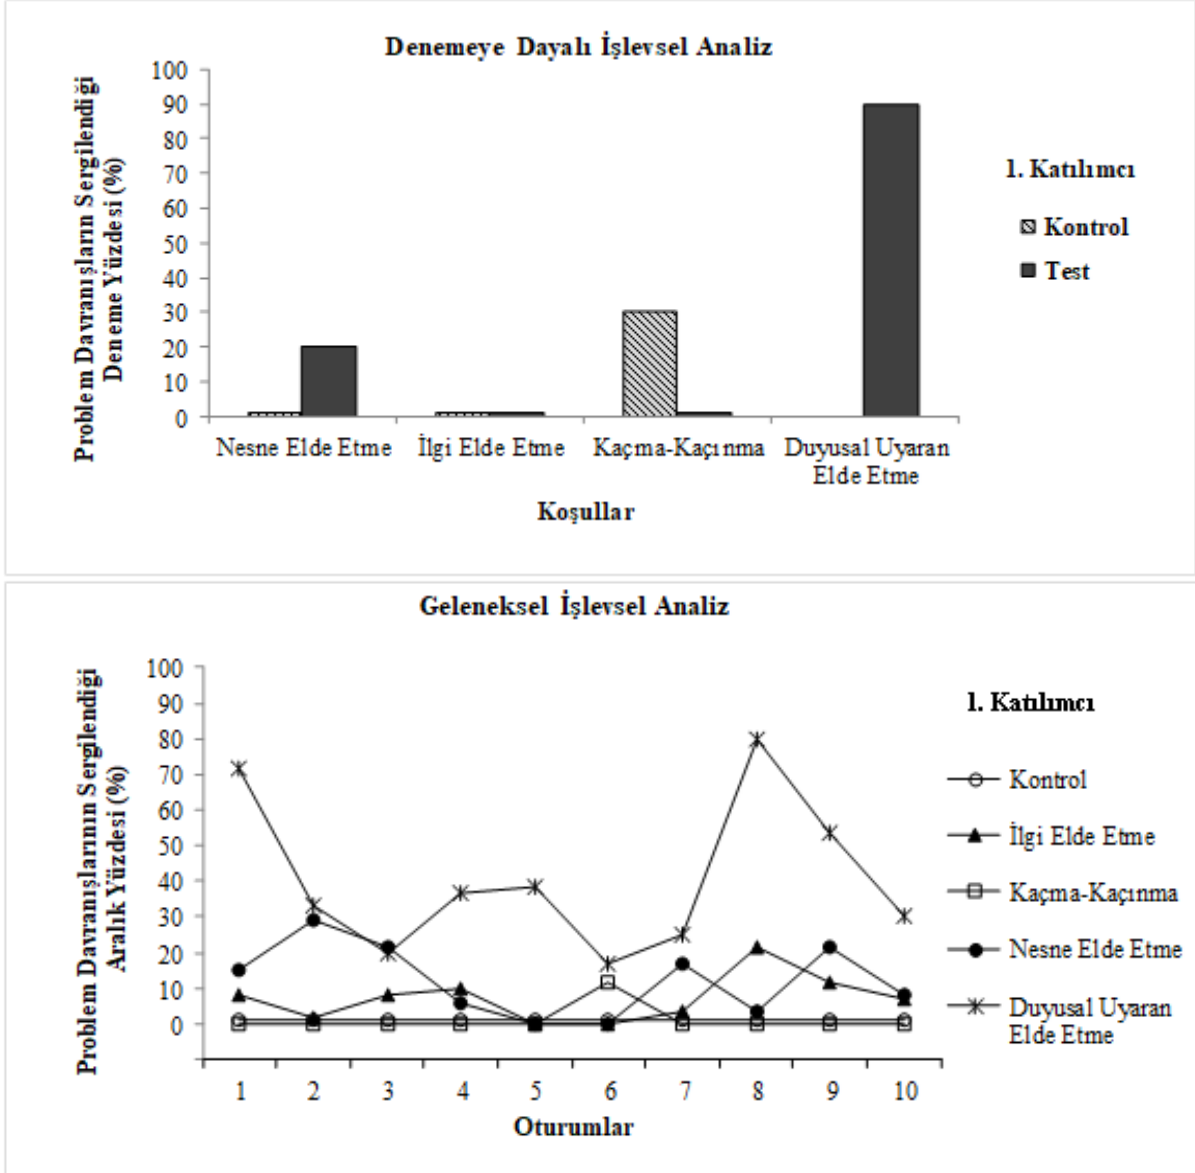 Denemeye Dayalı İşlevsel Analiz
Problem Davranışların Sergilendiği
Deneme Yüzdesi (%)
100
90
80
70
60
50
40
30
20
10
0
Nesne Elde Etme
İlgi Elde Etme
Kaçma-Kaçınma
Duyusal Uyaran
Elde Etme
Koşullar
1. Katılımcı
Kontrol
Test
Geleneksel İşlevsel Analiz
Problem Davranışlarının Sergilendiği
Aralık Yüzdesi (%)
100
90
80
70
60
50
40
30
20
10
0
1 2 3 4 5 6 7 8 9 10
Oturumlar
1. Katılımcı
Kontrol
İlgi Elde Etme
Kaçma-Kaçınma
Nesne Elde Etme
Duyusal Uyaran
Elde Etme